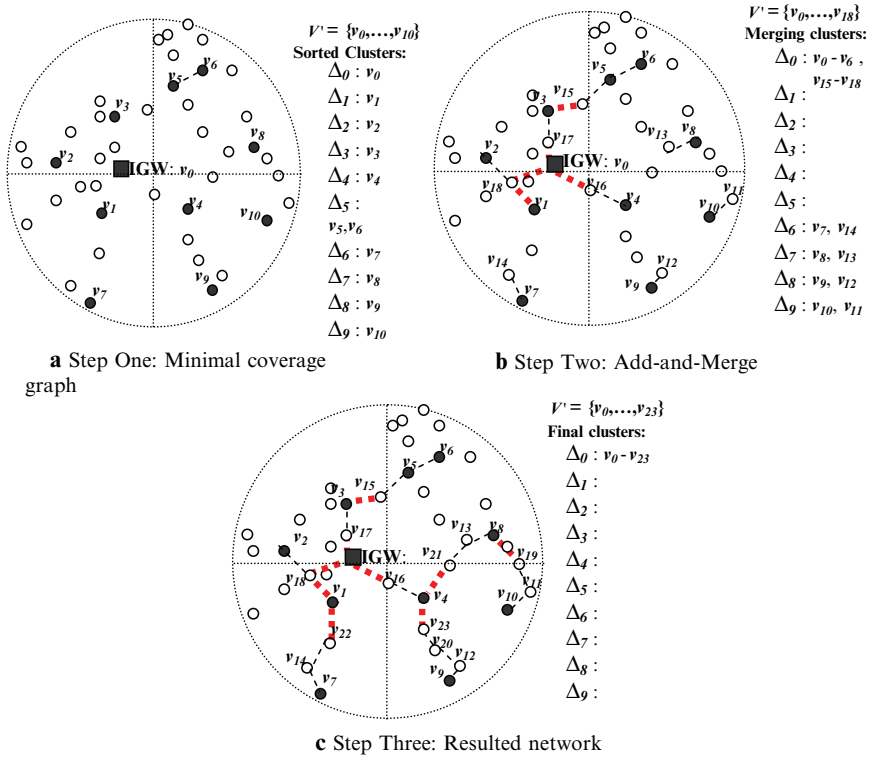 V' = {v0,…,v10}
Sorted Clusters:
Δ0 : v0
Δ1 : v1
Δ2 : v2
Δ3 : v3
Δ4 : v4
Δ5 :
v5,v6
Δ6 : v7
Δ7 : v8
Δ8 : v9
Δ9 : v10
v6
v5
v3
v8
v2
IGW: v0
v1
v4
v10
v9
v7
a Step One: Minimal coverage
graph
V' = {v0,…,v18}
Merging clusters:
Δ0 : v0 - v6 ,
v15-v18
Δ1 :
Δ2 :
Δ3 :
Δ4 :
Δ5 :
Δ6 : v7, v14
Δ7 : v8, v13
Δ8 : v9, v12
Δ9 : v10, v11
v6
v5
v15
v3
v13
v8
v17
v2
IGW: v0
v18
v16
v11
v1
v4
v10
v14
v12
v9
v7
b Step Two: Add-and-Merge
V' = {v0,…,v23}
Final clusters:
Δ0 : v0 - v23
Δ1 :
Δ2 :
Δ3 :
Δ4 :
Δ5 :
Δ6 :
Δ7 :
Δ8 :
Δ9 :
v6
v5
v15
v3
v13
v8
v17
v2
IGW:
v21
v19
v18
v16
v11
v1
v4
v10
v22
v23
v20
v14
v12
v9
v7
c Step Three: Resulted network